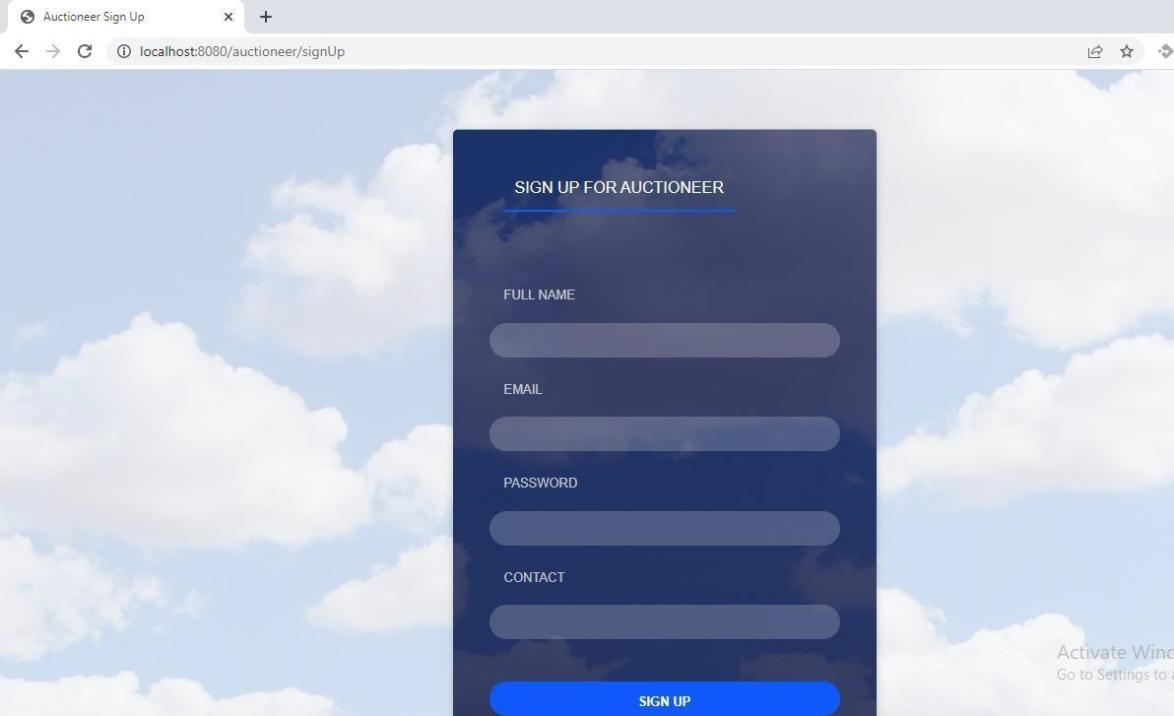 Auctioneer Sign Up
localhost:8080/auctioneer/signUp
SIGN UP FOR AUCTIONEER
FULL NAME
EMAIL
PASSWORD
CONTACT
SIGN UP
Activate Wind
Go to Settings to a